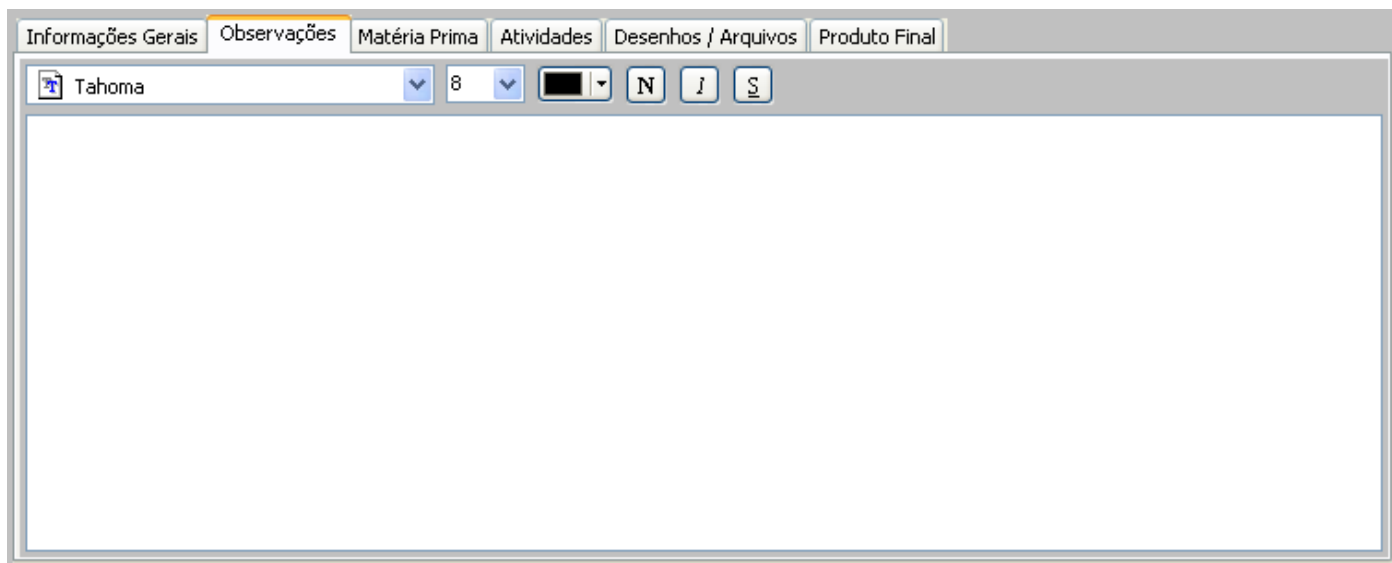 Informações Gerais Observações Matéria Prima Atividades Desenhos / Arquivos Produto Final
Tahoma 8 N I S